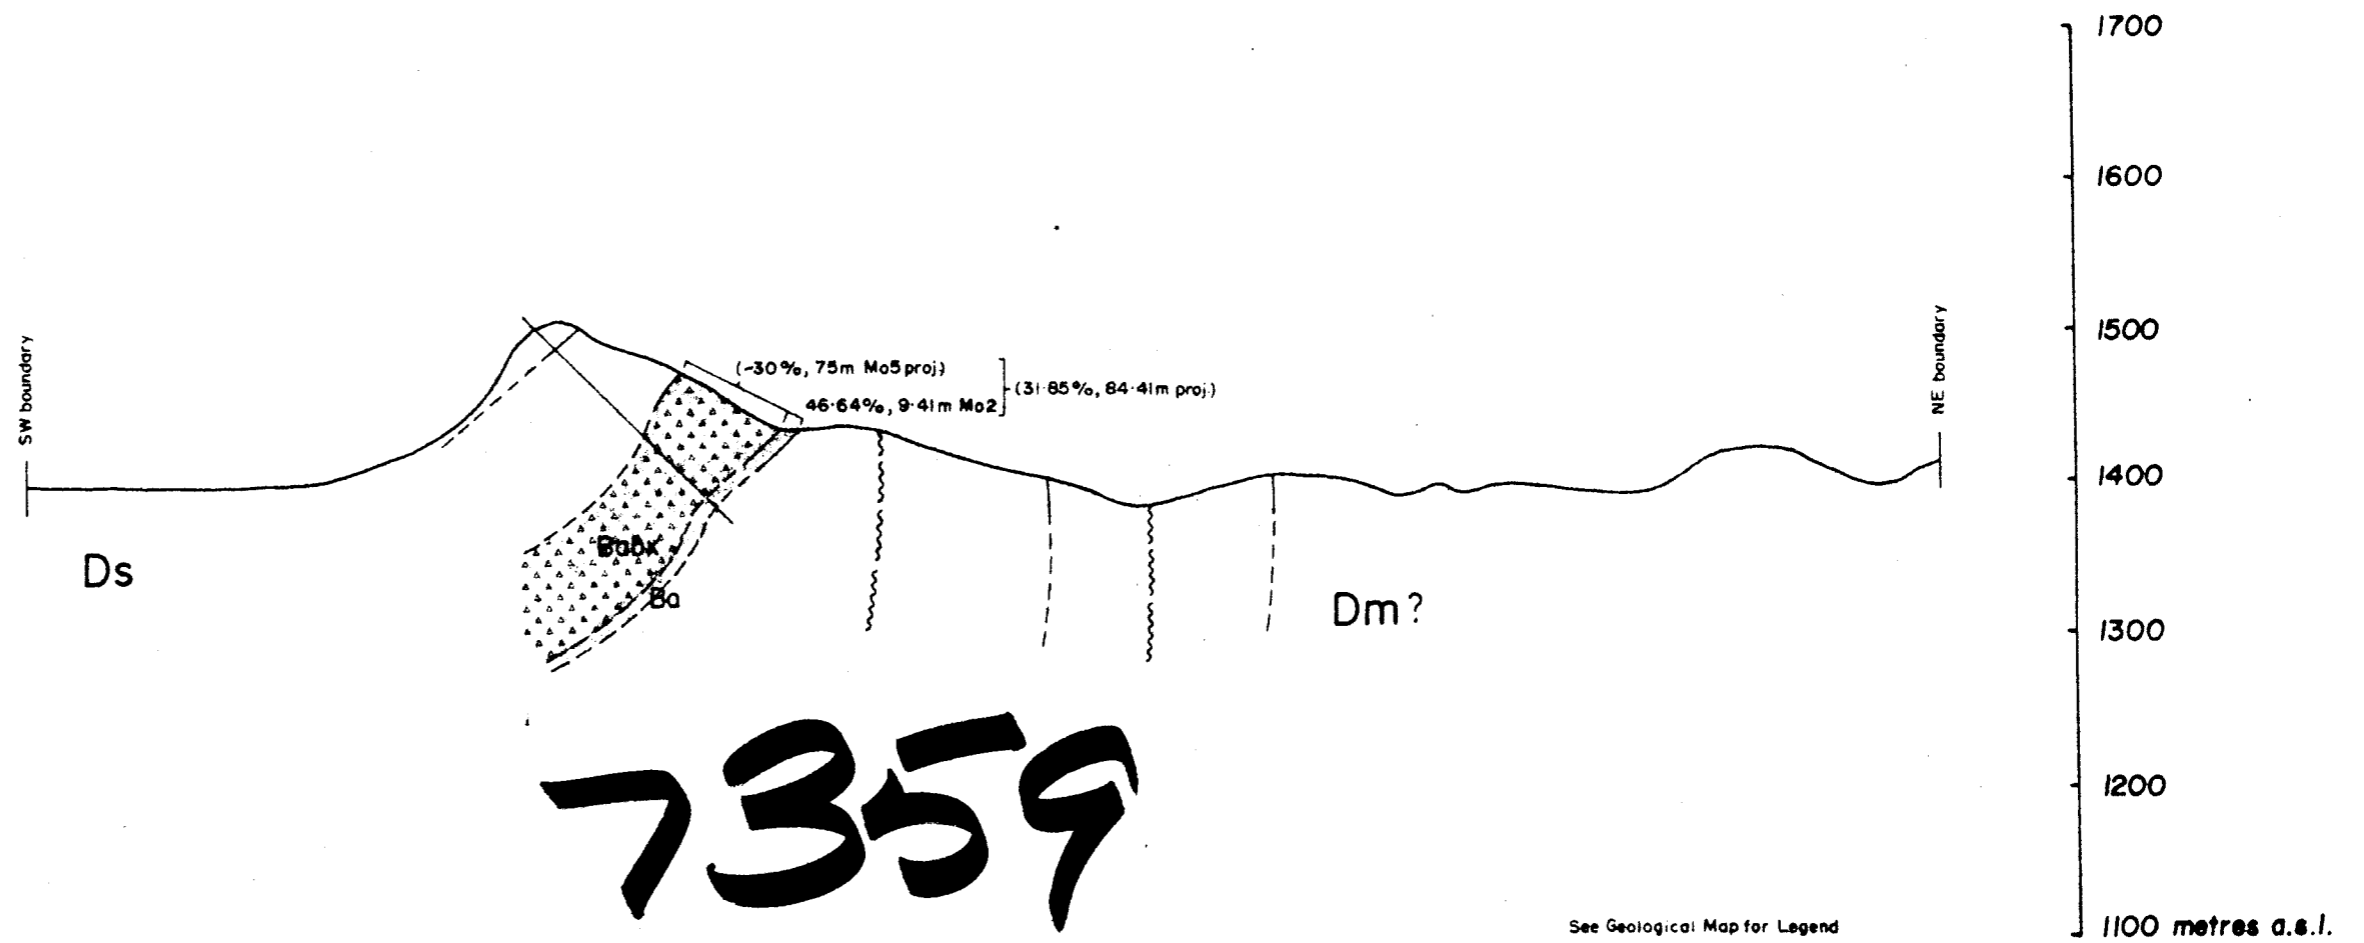 1700
1600
1500
SW boundary
NE boundary
(~30%, 75m Mo5 proj.)
46·64%, 9·41m Mo2
(31·85%, 84·41m proj.)
1400
Babx
Ds
Ba
Dm?
1300
7359
1200
See Geological Map for Legend
1100 metres a.s.l.